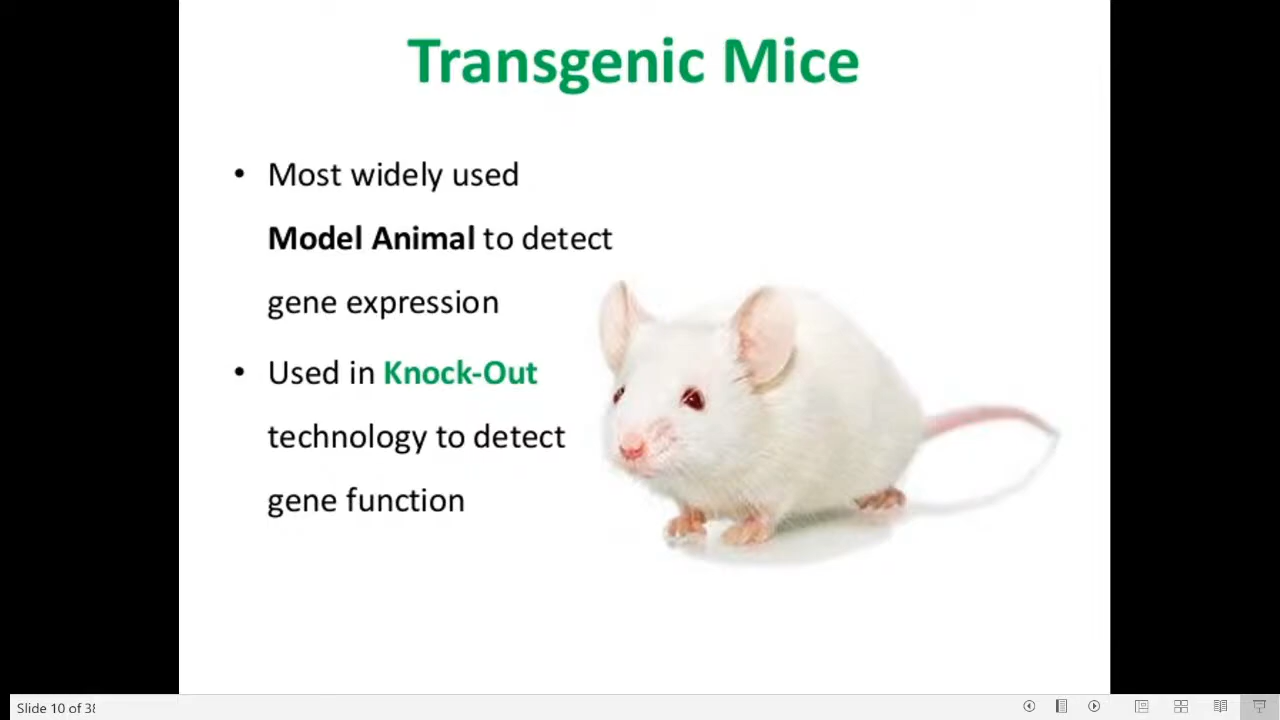 Transgenic Mice
• Most widely used
Model Animal to detect
gene expression
• Used in Knock-Out
technology to detect
gene function
Slide 10 of 38